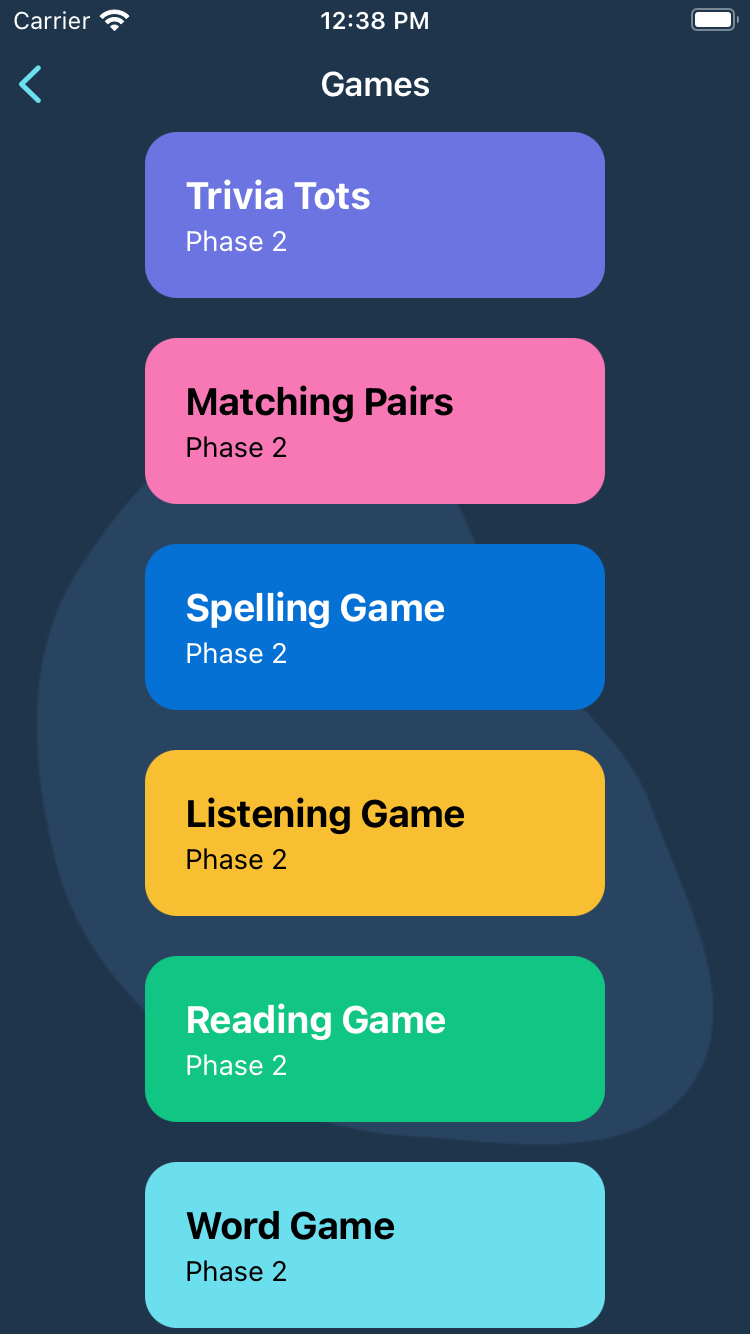 Carrier 12:38 PM
Games
Trivia Tots
Phase 2
Matching Pairs
Phase 2
Spelling Game
Phase 2
Listening Game
Phase 2
Reading Game
Phase 2
Word Game
Phase 2